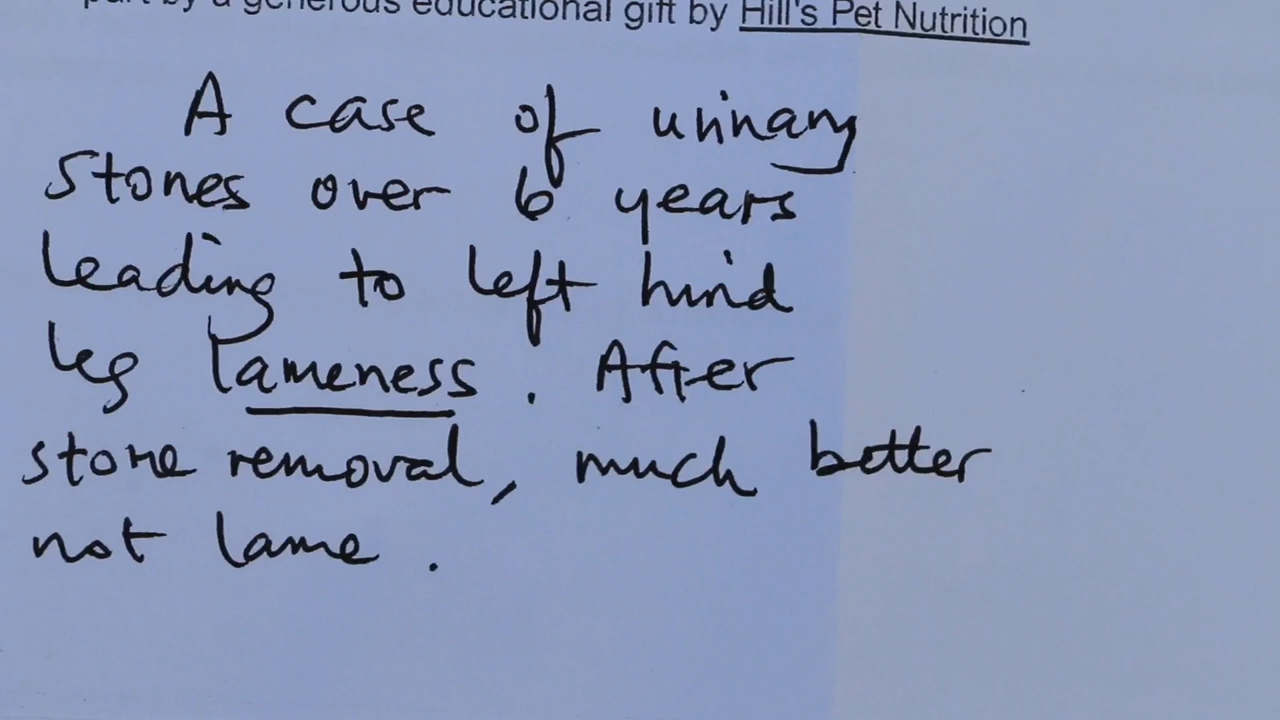 part by a generous educational gift by Hill's Pet Nutrition
A case of urinary
stones over 6 years
leading to left hind
leg lameness. After
stone removal, much better
not lame.